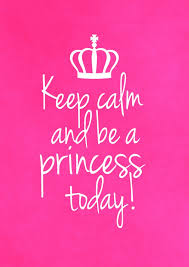 Keep calm
and be a
princess
today!